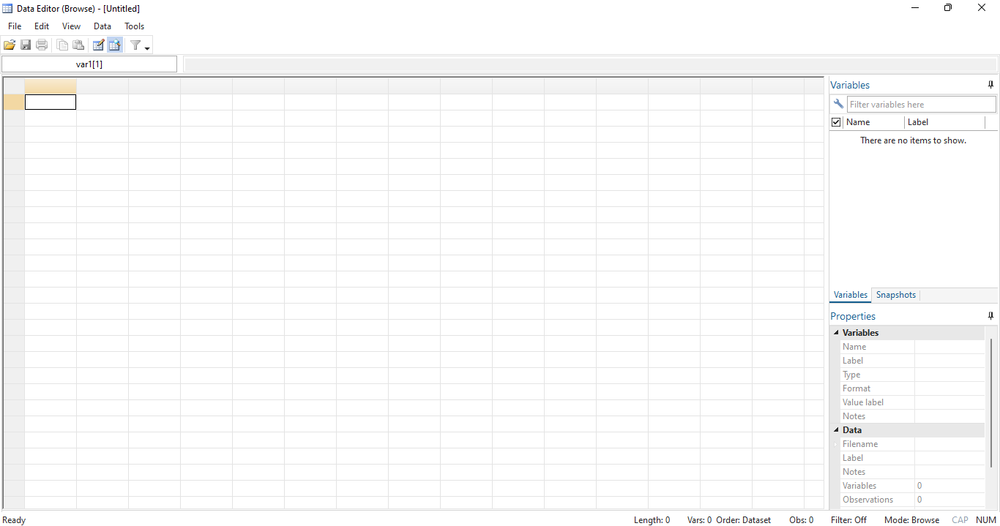 Data Editor (Browse) - [Untitled]
File Edit View Data Tools
var1[1]
Variables
Filter variables here
Name Label
There are no items to show.
Variables Snapshots
Properties
Variables
Name
Label
Type
Format
Value label
Notes
Data
Filename
Label
Notes
Variables 0
Observations 0
Ready Length: 0 Vars: 0 Order: Dataset Obs: 0 Filter: Off Mode: Browse CAP NUM